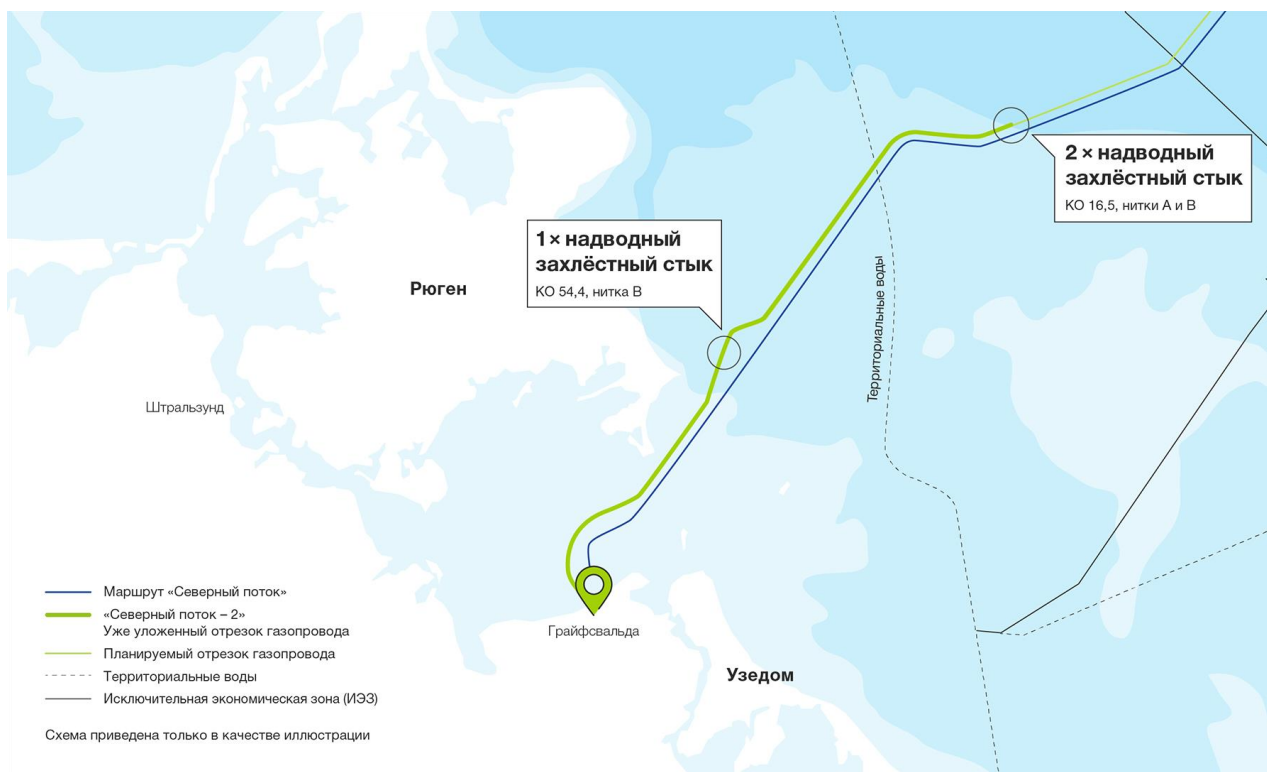 2 × надводный
захлёстный стык
КО 16,5, нитки А и В
1 × надводный
захлёстный стык
КО 54,4, нитка В
Рюген
Территориальные воды
Штральзунд
Маршрут «Северный поток»
«Северный поток – 2»
Уже уложенный отрезок газопровода
Планируемый отрезок газопровода
Территориальные воды
Исключительная экономическая зона (ИЭЗ)
Грайфсвальда
Узедом
Схема приведена только в качестве иллюстрации